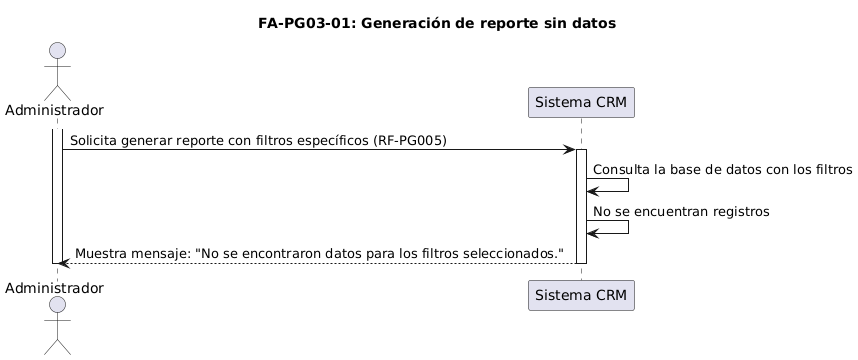 FA-PG03-01: Generación de reporte sin datos
Administrador
Sistema CRM
Solicita generar reporte con filtros específicos (RF-PG005)
Consulta la base de datos con los filtros
No se encuentran registros
Muestra mensaje: "No se encontraron datos para los filtros seleccionados."
Administrador
Sistema CRM